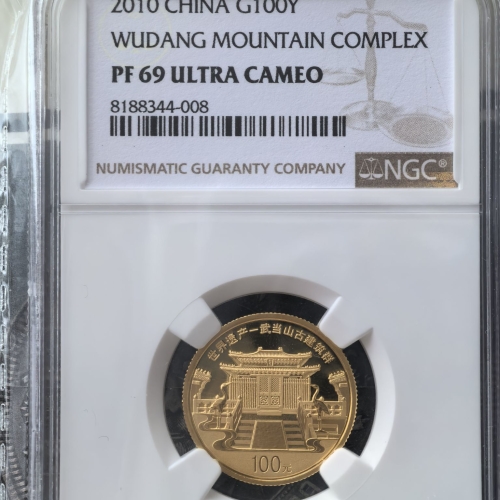 2010 CHINA G100Y
WUDANG MOUNTAIN COMPLEX
PF 69 ULTRA CAMEO
8188344-008
NUMISMATIC GUARANTY COMPANY
NGC®
世界遗产—武当山古建筑群
100元